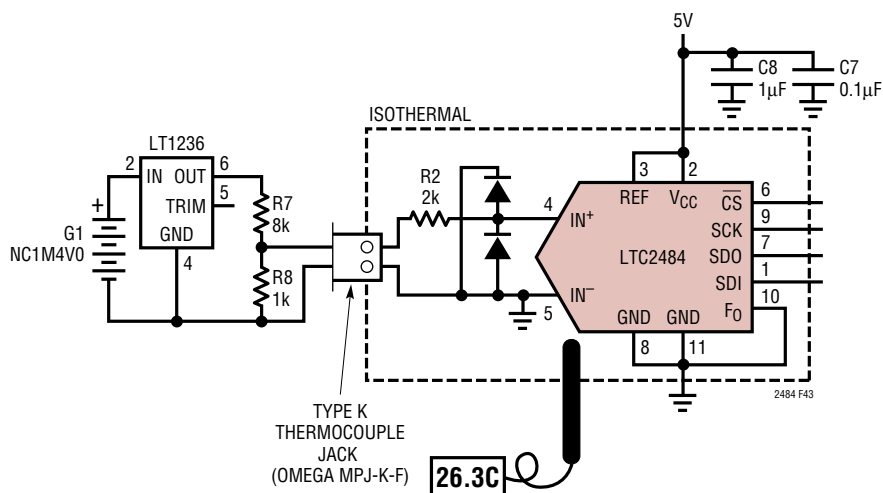 5V
C8
1µF
C7
0.1µF
ISOTHERMAL
LT1236
2
IN
OUT
6
TRIM
5
GND
4
+
G1
NC1M4V0
R7
8k
R8
1k
R2
2k
4
IN+
IN−
5
3
REF
2
VCC
LTC2484
CS
6
SCK
9
SDO
7
SDI
1
FO
10
GND
8
GND
11
2484 F43
TYPE K
THERMOCOUPLE
JACK
(OMEGA MPJ-K-F)
26.3C